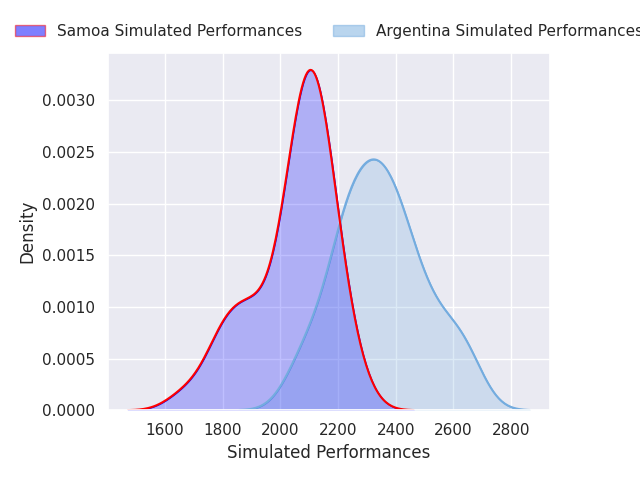 Samoa Simulated Performances Argentina Simulated Performances
0.0030
0.0025
0.0020
0.0015
0.0010
0.0005
0.0000
Density
1600 1800 2000 2200 2400 2600 2800
Simulated Performances